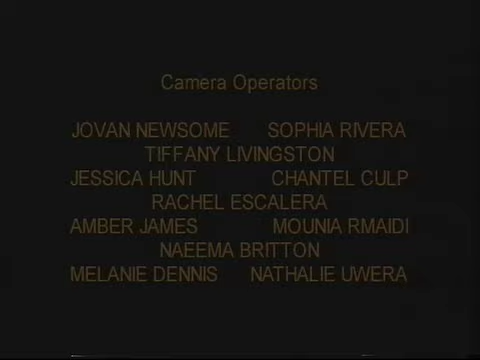 Camera Operators
JOVAN NEWSOME SOPHIA RIVERA
TIFFANY LIVINGSTON
JESSICA HUNT CHANTEL CULP
RACHEL ESCALERA
AMBER JAMES MOUNIA RMAIDI
NAEEMA BRITTON
MELANIE DENNIS NATHALIE UWERA